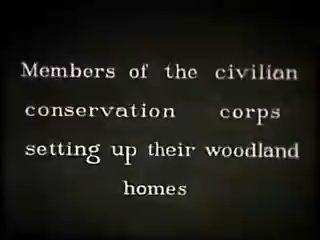 Members of the civilian
conservation corps
setting up their woodland
homes